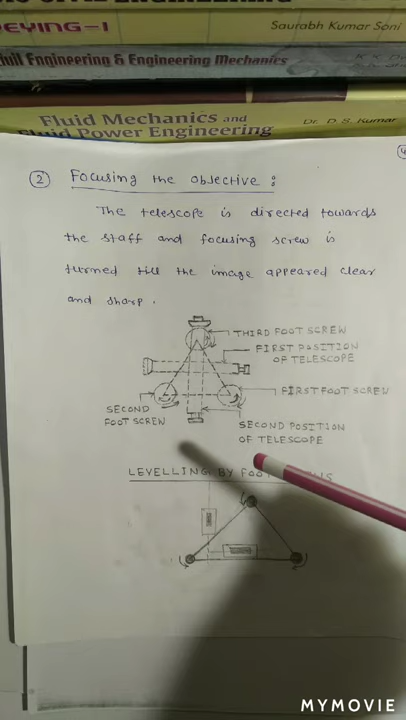 EYING-I
Saurabh Kumar Soni
Civil Engineering & Engineering Mechanics
Fluid Mechanics and
Fluid Power Engineering
Dr. D.S. Kumar
2 Focusing the objective :
The telescope is directed towards
the staff and focusing screw is
turned till the image appeared clear
and sharp.
THIRD FOOT SCREW
FIRST POSITION
OF TELESCOPE
FIRST FOOT SCREW
SECOND
FOOT SCREW
SECOND POSITION
OF TELESCOPE
LEVELLING BY FOOT
MYMOVIE